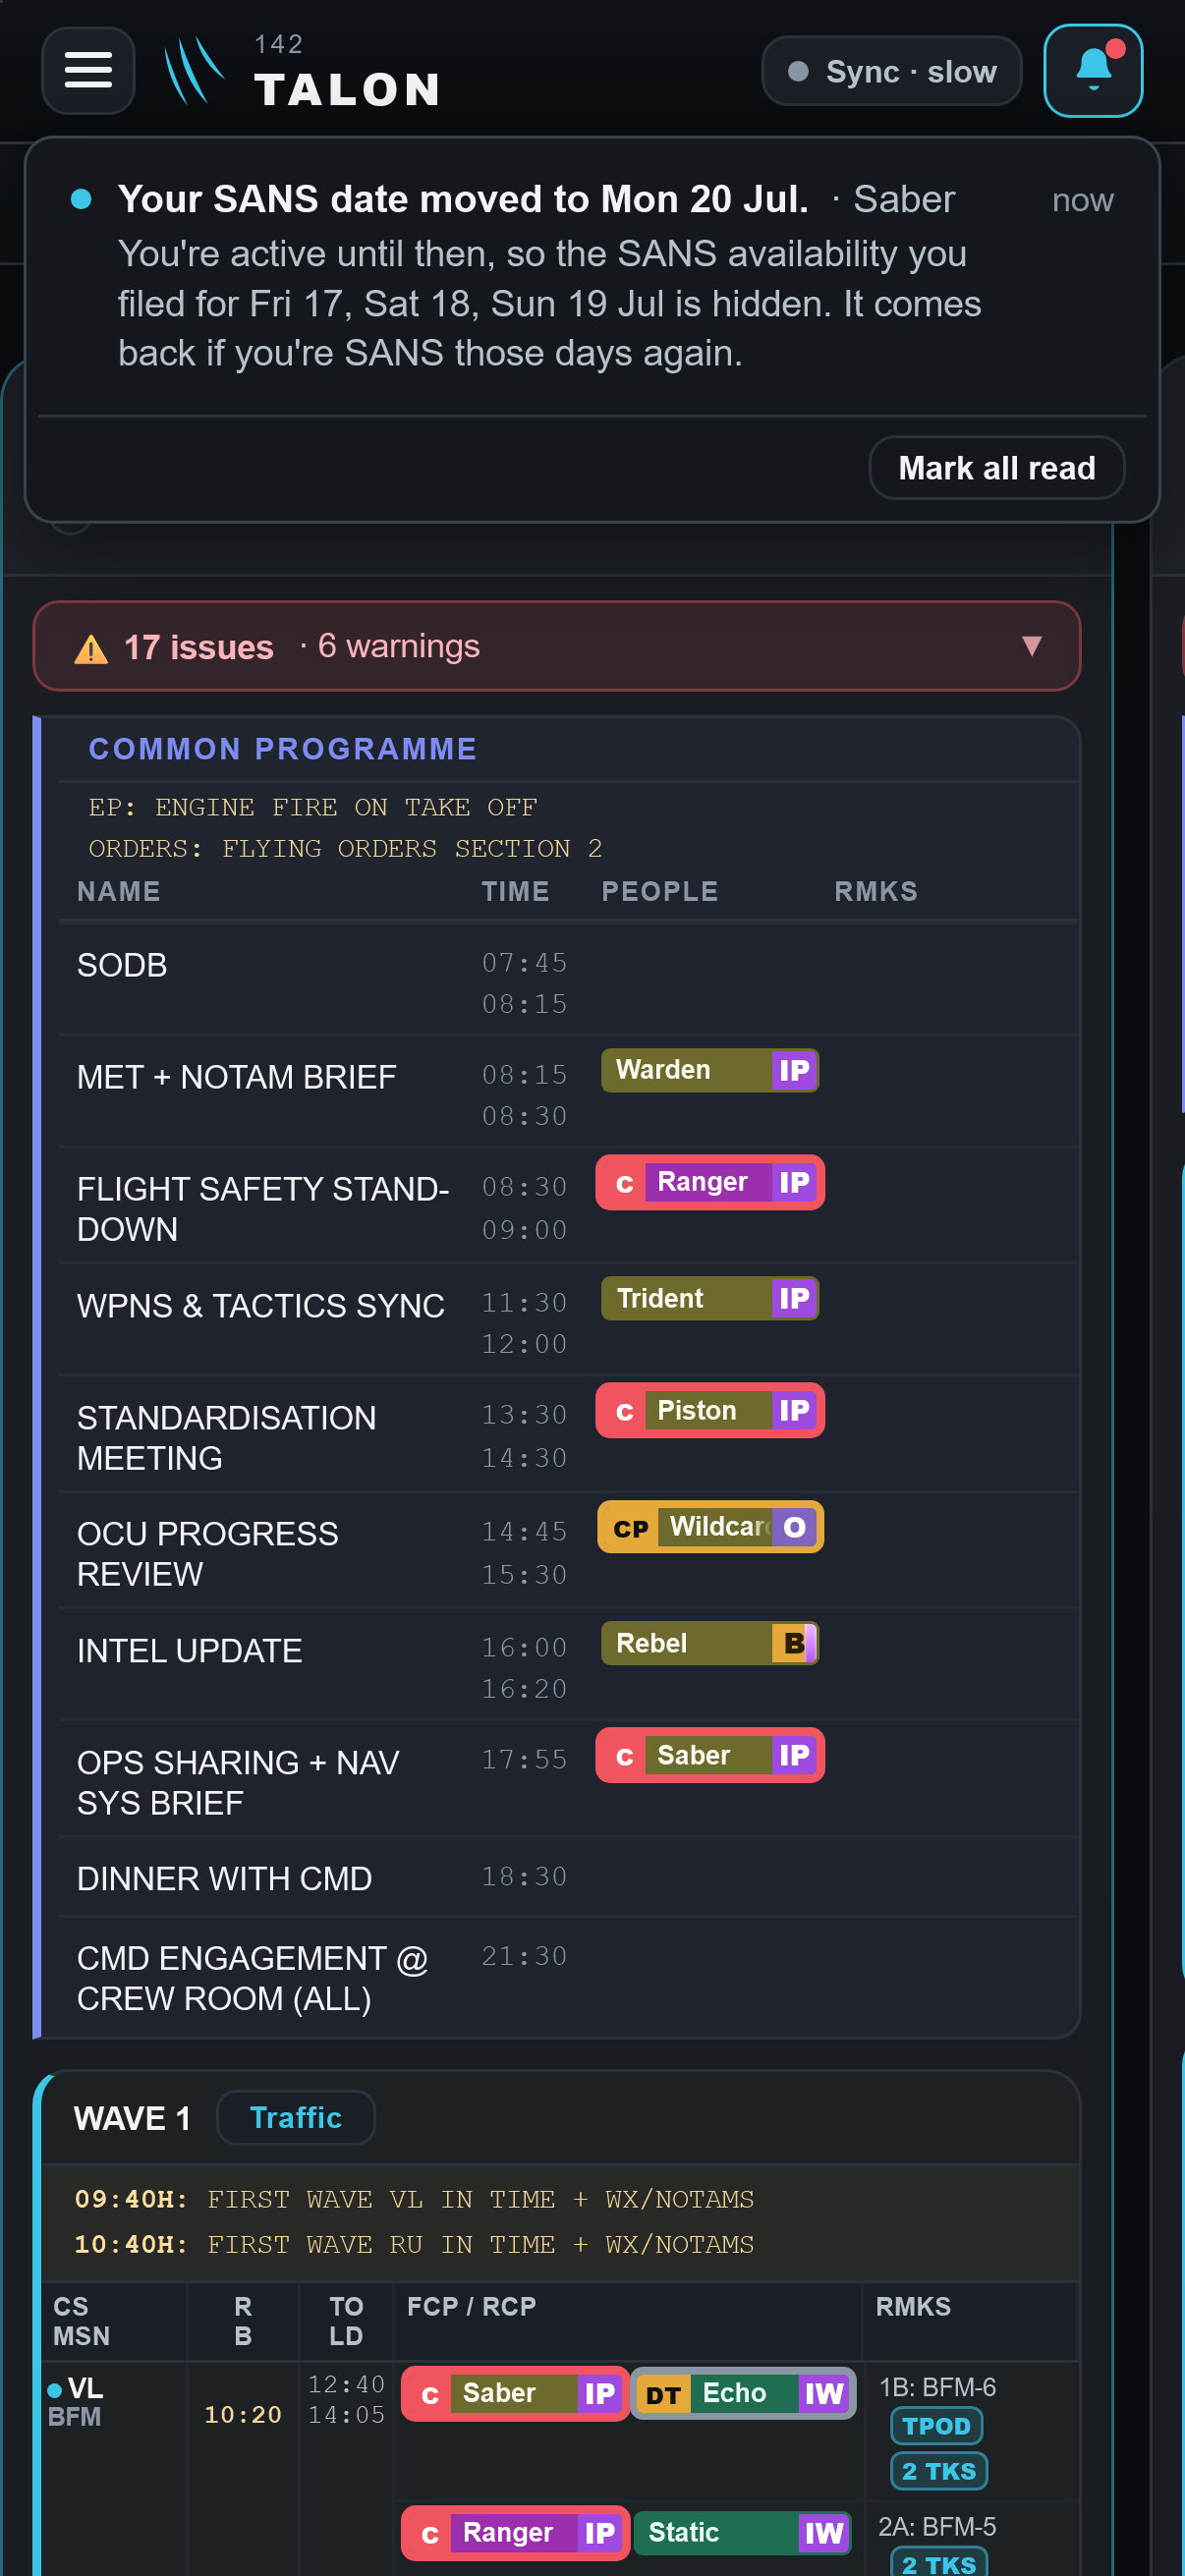 142
TALON
Sync · slow
Your SANS date moved to Mon 20 Jul. · Saber now
You're active until then, so the SANS availability you
filed for Fri 17, Sat 18, Sun 19 Jul is hidden. It comes
back if you're SANS those days again.
Mark all read
17 issues · 6 warnings ▼
COMMON PROGRAMME
EP: ENGINE FIRE ON TAKE OFF
ORDERS: FLYING ORDERS SECTION 2
NAME TIME PEOPLE RMKS
SODB 07:45
08:15
MET + NOTAM BRIEF 08:15 Warden IP
08:30
FLIGHT SAFETY STAND- 08:30 C Ranger IP
DOWN 09:00
WPNS & TACTICS SYNC 11:30 Trident IP
12:00
STANDARDISATION 13:30 C Piston IP
MEETING 14:30
OCU PROGRESS 14:45 CP Wildcard O
REVIEW 15:30
INTEL UPDATE 16:00 Rebel B
16:20
OPS SHARING + NAV 17:55 C Saber IP
SYS BRIEF
DINNER WITH CMD 18:30
CMD ENGAGEMENT @ 21:30
CREW ROOM (ALL)
WAVE 1 Traffic
09:40H: FIRST WAVE VL IN TIME + WX/NOTAMS
10:40H: FIRST WAVE RU IN TIME + WX/NOTAMS
CS R TO FCP / RCP RMKS
MSN B LD
VL 12:40 C Saber IP DT Echo IW 1B: BFM-6
BFM 10:20 14:05 TPOD
2 TKS
C Ranger IP Static IW 2A: BFM-5
2 TKS